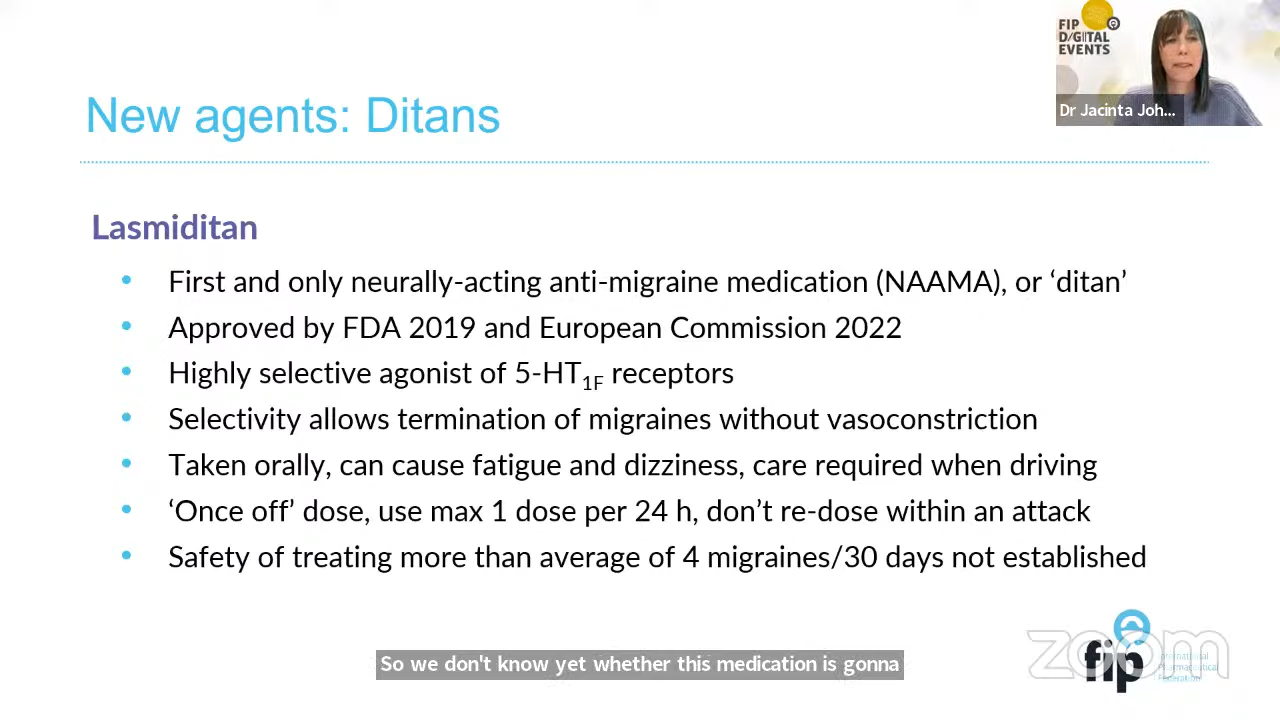 FIP
D/G/TAL
EVENTS
Dr Jacinta Joh...
New agents: Ditans
Lasmiditan
• First and only neurally-acting anti-migraine medication (NAAMA), or ‘ditan’
• Approved by FDA 2019 and European Commission 2022
• Highly selective agonist of 5-HT1F receptors
• Selectivity allows termination of migraines without vasoconstriction
• Taken orally, can cause fatigue and dizziness, care required when driving
• ‘Once off’ dose, use max 1 dose per 24 h, don’t re-dose within an attack
• Safety of treating more than average of 4 migraines/30 days not established
So we don't know yet whether this medication is gonna
zoom
fip
International
Pharmaceutical
Federation